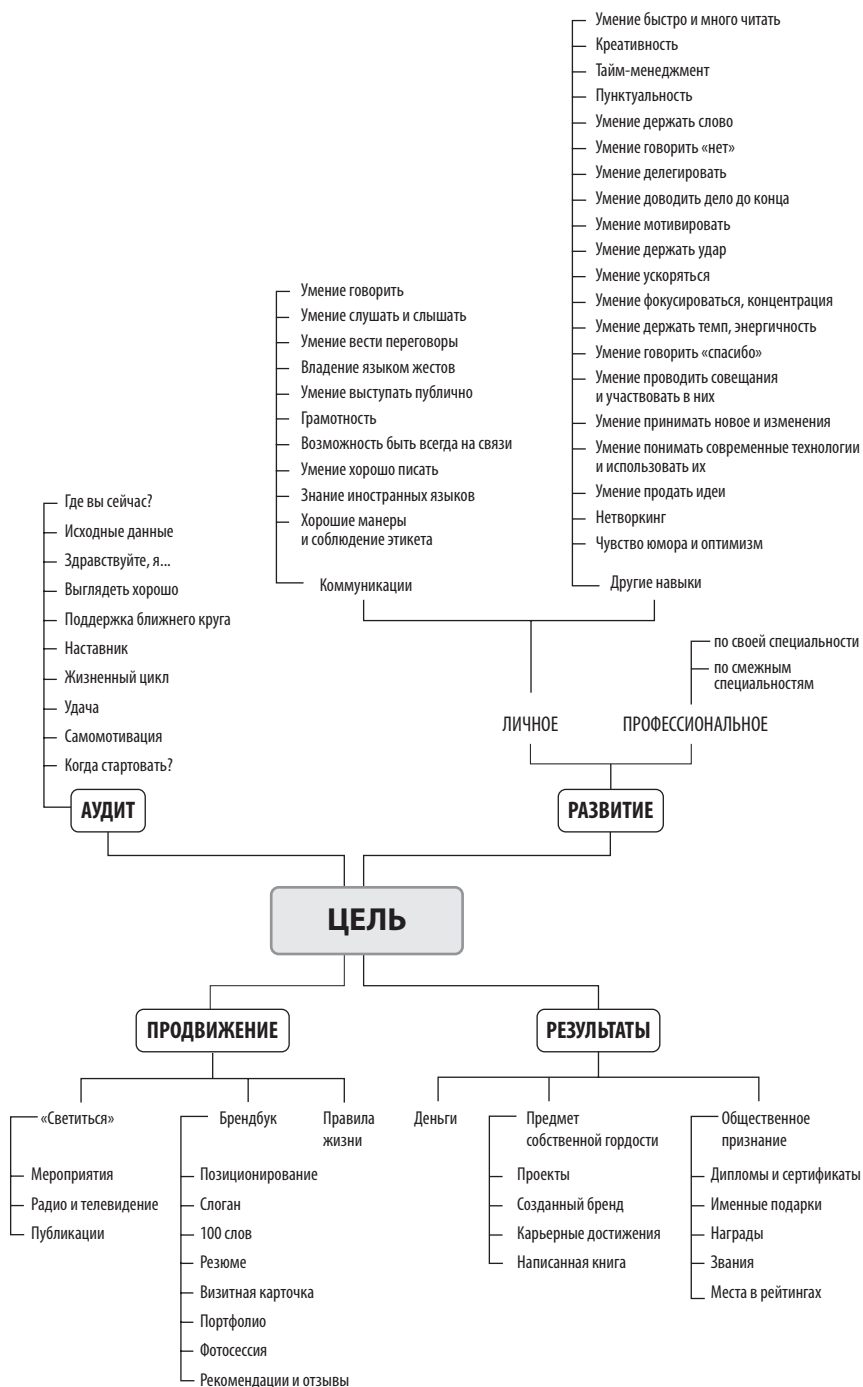 Умение быстро и много читать
Креативность
Тайм-менеджмент
Пунктуальность
Умение держать слово
Умение говорить «нет»
Умение делегировать
Умение доводить дело до конца
Умение мотивировать
Умение держать удар
Умение ускоряться
Умение фокусироваться, концентрация
Умение держать темп, энергичность
Умение говорить «спасибо»
Умение проводить совещания
и участвовать в них
Умение принимать новое и изменения
Умение понимать современные технологии
и использовать их
Умение продать идеи
Нетворкинг
Чувство юмора и оптимизм
Другие навыки
Умение говорить
Умение слушать и слышать
Умение вести переговоры
Владение языком жестов
Умение выступать публично
Грамотность
Возможность быть всегда на связи
Умение хорошо писать
Знание иностранных языков
Хорошие манеры
и соблюдение этикета
Коммуникации
по своей специальности
по смежным
специальностям
ЛИЧНОЕ
ПРОФЕССИОНАЛЬНОЕ
РАЗВИТИЕ
Где вы сейчас?
Исходные данные
Здравствуйте, я...
Выглядеть хорошо
Поддержка ближнего круга
Наставник
Жизненный цикл
Удача
Самомотивация
Когда стартовать?
АУДИТ
ЦЕЛЬ
ПРОДВИЖЕНИЕ
«Светиться»
Мероприятия
Радио и телевидение
Публикации
Брендбук
Позиционирование
Слоган
100 слов
Резюме
Визитная карточка
Портфолио
Фотосессия
Рекомендации и отзывы
Правила
жизни
РЕЗУЛЬТАТЫ
Деньги
Предмет
собственной гордости
Проекты
Созданный бренд
Карьерные достижения
Написанная книга
Общественное
признание
Дипломы и сертификаты
Именные подарки
Награды
Звания
Места в рейтингах